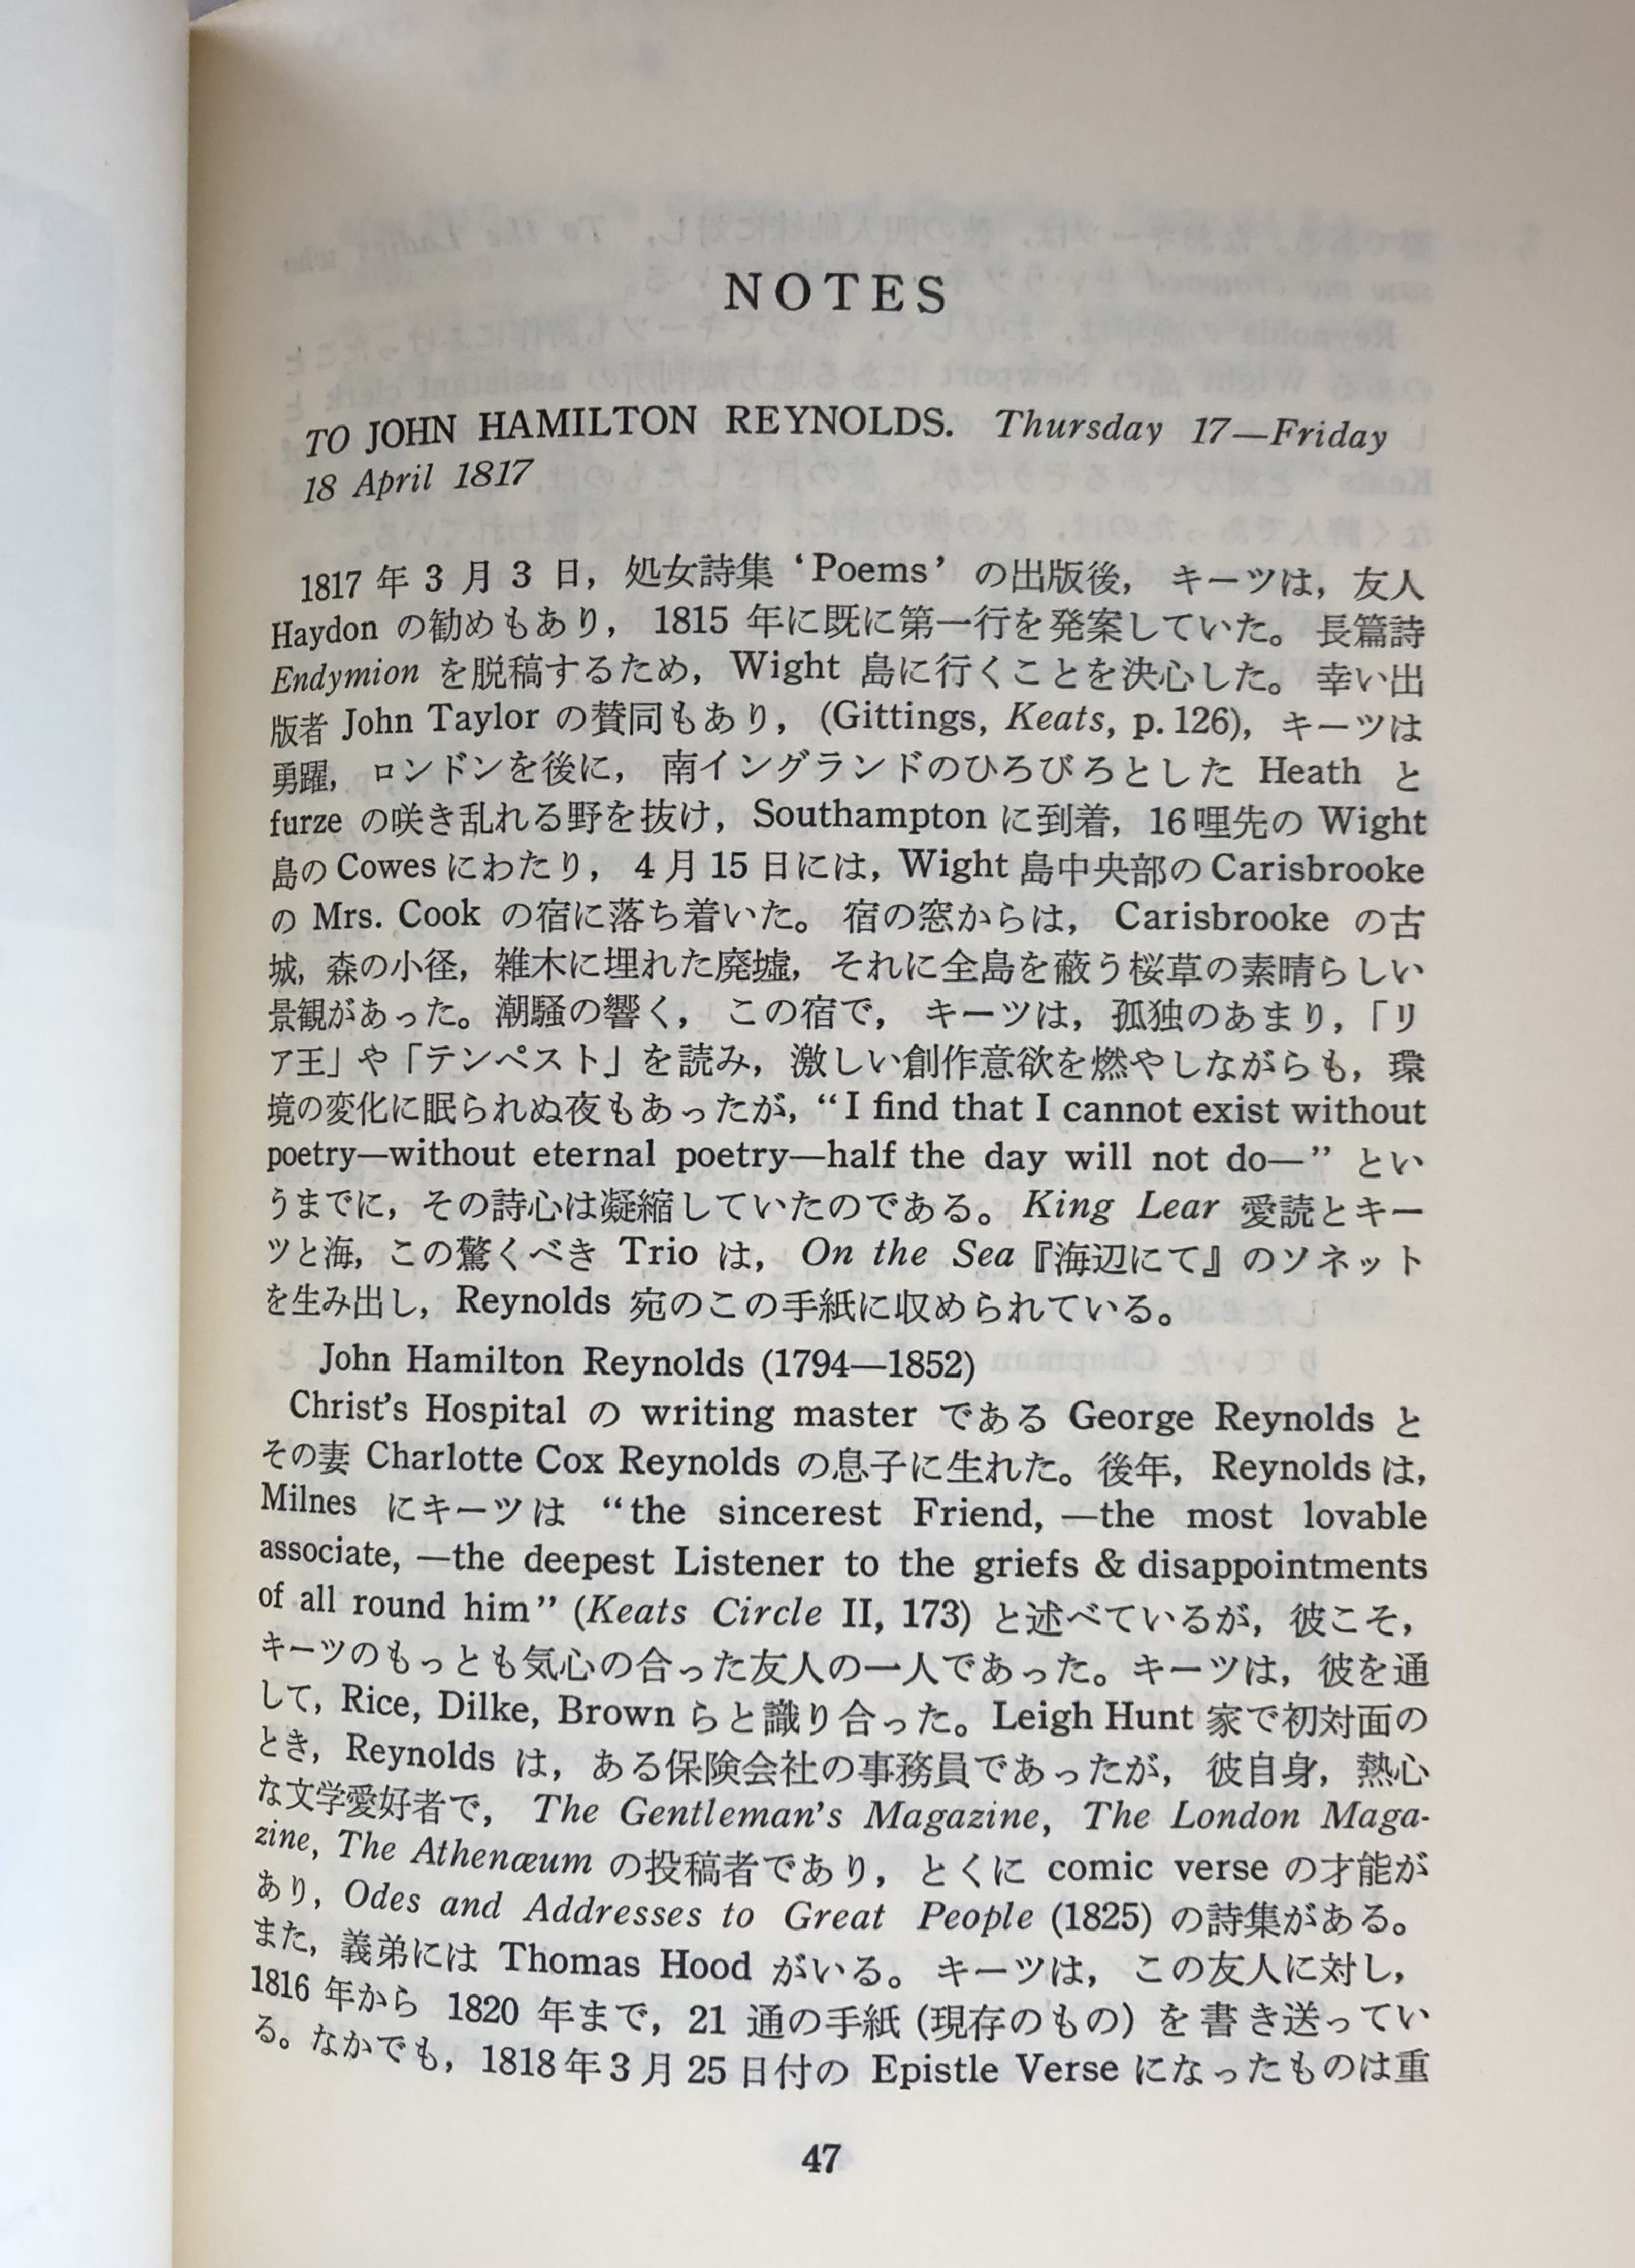 NOTES
TO JOHN HAMILTON REYNOLDS. Thursday 17—Friday
18 April 1817
1817 年 3 月 3 日, 処女詩集 ‘Poems’ の出版後, キーツは, 友人
Haydon の勧めもあり, 1815 年に既に第一行を発案していた。 長篇詩
Endymion を脱稿するため, Wight 島に行くことを決心した。 幸い出
版者 John Taylor の賛同もあり, (Gittings, Keats, p. 126), キーツは
勇躍, ロンドンを後に, 南イングランドのひろびろとした Heath と
furze の咲き乱れる野を抜け, Southampton に到着, 16哩先の Wight
島の Cowes にわたり, 4 月 15 日には, Wight 島中央部の Carisbrooke
の Mrs. Cook の宿に落ち着いた。 宿の窓からは, Carisbrooke の古
城, 森の小径, 雑木に埋れた廃墟, それに全島を蔽う桜草の素晴らしい
景観があった。潮騒の響く, この宿で, キーツは, 孤独のあまり,「リ
ア王」や「テンペスト」を読み, 激しい創作意欲を燃やしながらも, 環
境の変化に眠られぬ夜もあったが, “I find that I cannot exist without
poetry—without eternal poetry—half the day will not do—” とい
うまでに, その詩心は凝縮していたのである。King Lear 愛読とキー
ツと海, この驚くべき Trio は, On the Sea『海辺にて』のソネット
を生み出し, Reynolds 宛のこの手紙に収められている。
John Hamilton Reynolds (1794—1852)
Christ’s Hospital の writing master である George Reynolds と
その妻 Charlotte Cox Reynolds の息子に生れた。後年, Reynolds は,
Milnes にキーツは “the sincerest Friend, —the most lovable
associate, —the deepest Listener to the griefs & disappointments
of all round him” (Keats Circle II, 173) と述べているが, 彼こそ,
キーツのもっとも気心の合った友人の一人であった。キーツは, 彼を通
して, Rice, Dilke, Brown らと識り合った。Leigh Hunt 家で初対面の
とき, Reynolds は, ある保険会社の事務員であったが, 彼自身, 熱心
な文学愛好者で, The Gentleman’s Magazine, The London Maga-
zine, The Athenæum の投稿者であり, とくに comic verse の才能が
あり, Odes and Addresses to Great People (1825) の詩集がある。
また, 義弟には Thomas Hood がいる。キーツは, この友人に対し,
1816 年から 1820 年まで, 21 通の手紙 (現存のもの) を書き送ってい
る。なかでも, 1818年3月25日付の Epistle Verse になったものは重
47